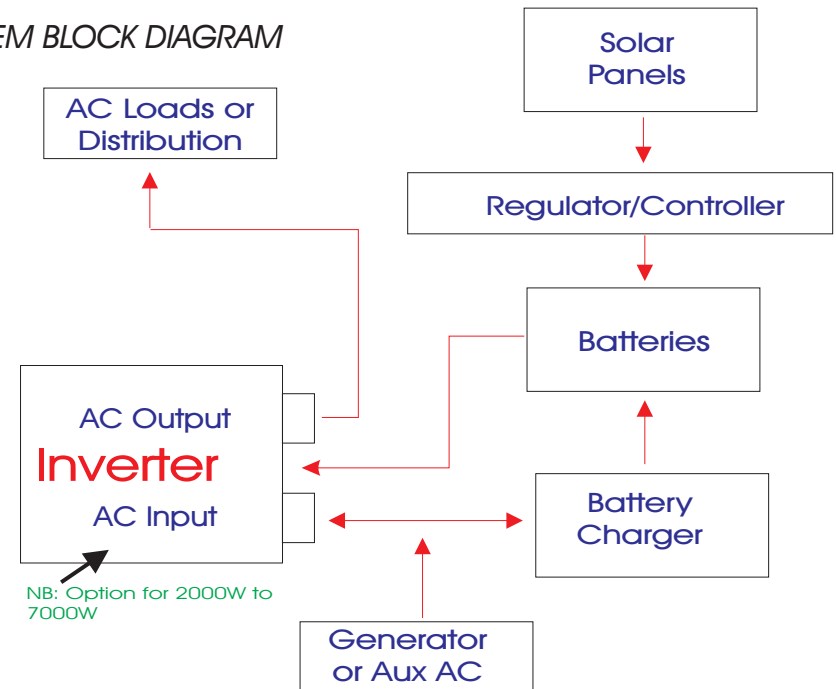 EM BLOCK DIAGRAM
Solar
Panels
AC Loads or
Distribution
Regulator/Controller
Batteries
AC Output
Inverter
AC Input
Battery
Charger
NB: Option for 2000W to
7000W
Generator
or Aux AC